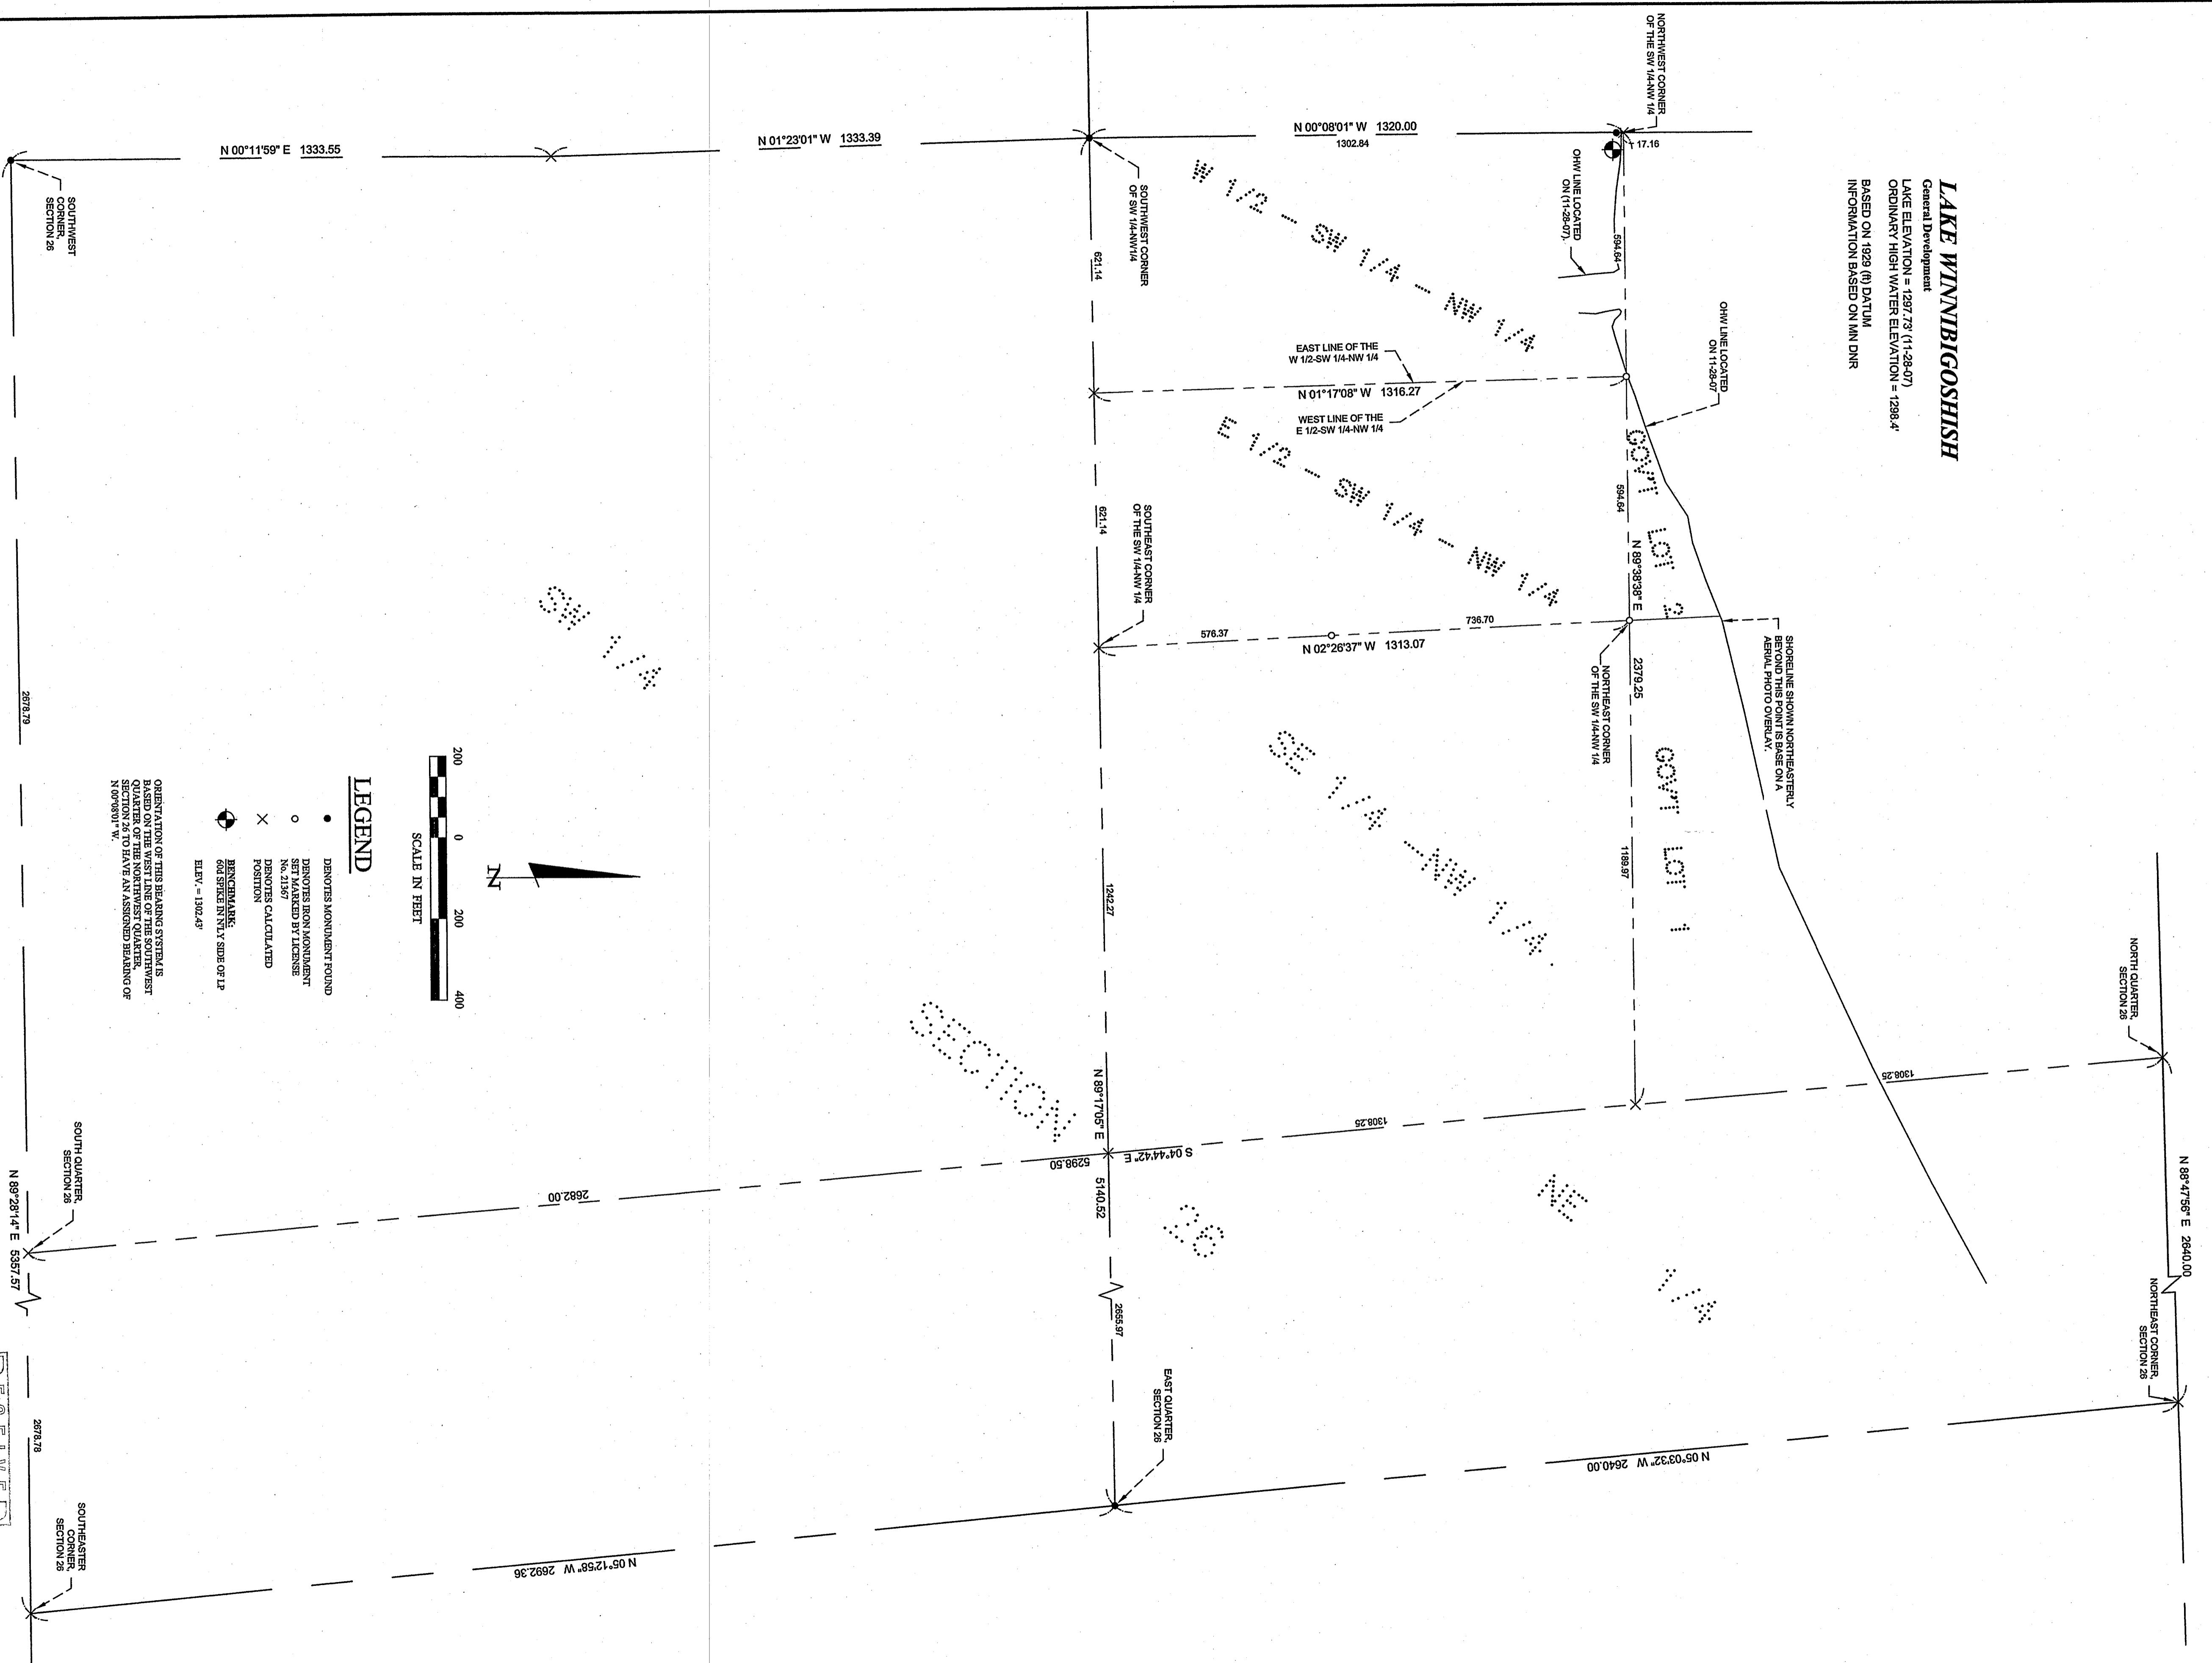 LAKE WINNIBIGOSHISH
General Development
LAKE ELEVATION = 1297.73' (11-28-07)
ORDINARY HIGH WATER ELEVATION = 1298.4'
BASED ON 1929 (ft) DATUM
INFORMATION BASED ON MN DNR
NORTHWEST CORNER
OF THE SW 1/4-NW 1/4
17.16
N 00°08'01" W 1320.00
1302.84
OHW LINE LOCATED
ON (11-28-07).
594.64
OHW LINE LOCATED
ON 11-28-07
N 01°23'01" W 1333.39
N 00°11'59" E 1333.55
SOUTHWEST
CORNER,
SECTION 26
SOUTHWEST CORNER
OF SW 1/4-NW1/4
W 1/2 - SW 1/4 - NW 1/4
621.14
EAST LINE OF THE
W 1/2-SW 1/4-NW 1/4
N 01°17'08" W 1316.27
WEST LINE OF THE
E 1/2-SW 1/4-NW 1/4
E 1/2 - SW 1/4 - NW 1/4
GOV'T LOT 2
594.64
N 89°38'38" E 2379.25
621.14
SOUTHEAST CORNER
OF THE SW 1/4-NW 1/4
576.37
736.70
N 02°26'37" W 1313.07
NORTHEAST CORNER
OF THE SW 1/4-NW 1/4
SHORELINE SHOWN NORTHEASTERLY
BEYOND THIS POINT IS BASE ON A
AERIAL PHOTO OVERLAY.
GOV'T LOT 1
1189.97
SE 1/4 - NW 1/4
SW 1/4
1242.27
N 89°17'05" E 5140.52
SECTION
26
NE 1/4
NORTH QUARTER,
SECTION 26
1308.25
1308.25
S 04°44'42" E 5298.50
2682.00
N 88°47'56" E 2640.00
NORTHEAST CORNER,
SECTION 26
2655.97
EAST QUARTER,
SECTION 26
N 05°03'32" W 2640.00
N 05°12'58" W 2692.36
2678.79
SOUTH QUARTER,
SECTION 26
N 89°28'14" E 5357.57
2678.78
SOUTHEASTER
CORNER,
SECTION 26
N
200 0 200 400
SCALE IN FEET
LEGEND
DENOTES MONUMENT FOUND
DENOTES IRON MONUMENT
SET MARKED BY LICENSE
No. 21367
DENOTES CALCULATED
POSITION
BENCHMARK:
60d SPIKE IN N'LY SIDE OF LP
ELEV. = 1302.43'
ORIENTATION OF THIS BEARING SYSTEM IS
BASED ON THE WEST LINE OF THE SOUTHWEST
QUARTER OF THE NORTHWEST QUARTER,
SECTION 26 TO HAVE AN ASSIGNED BEARING OF
N 00°08'01" W.